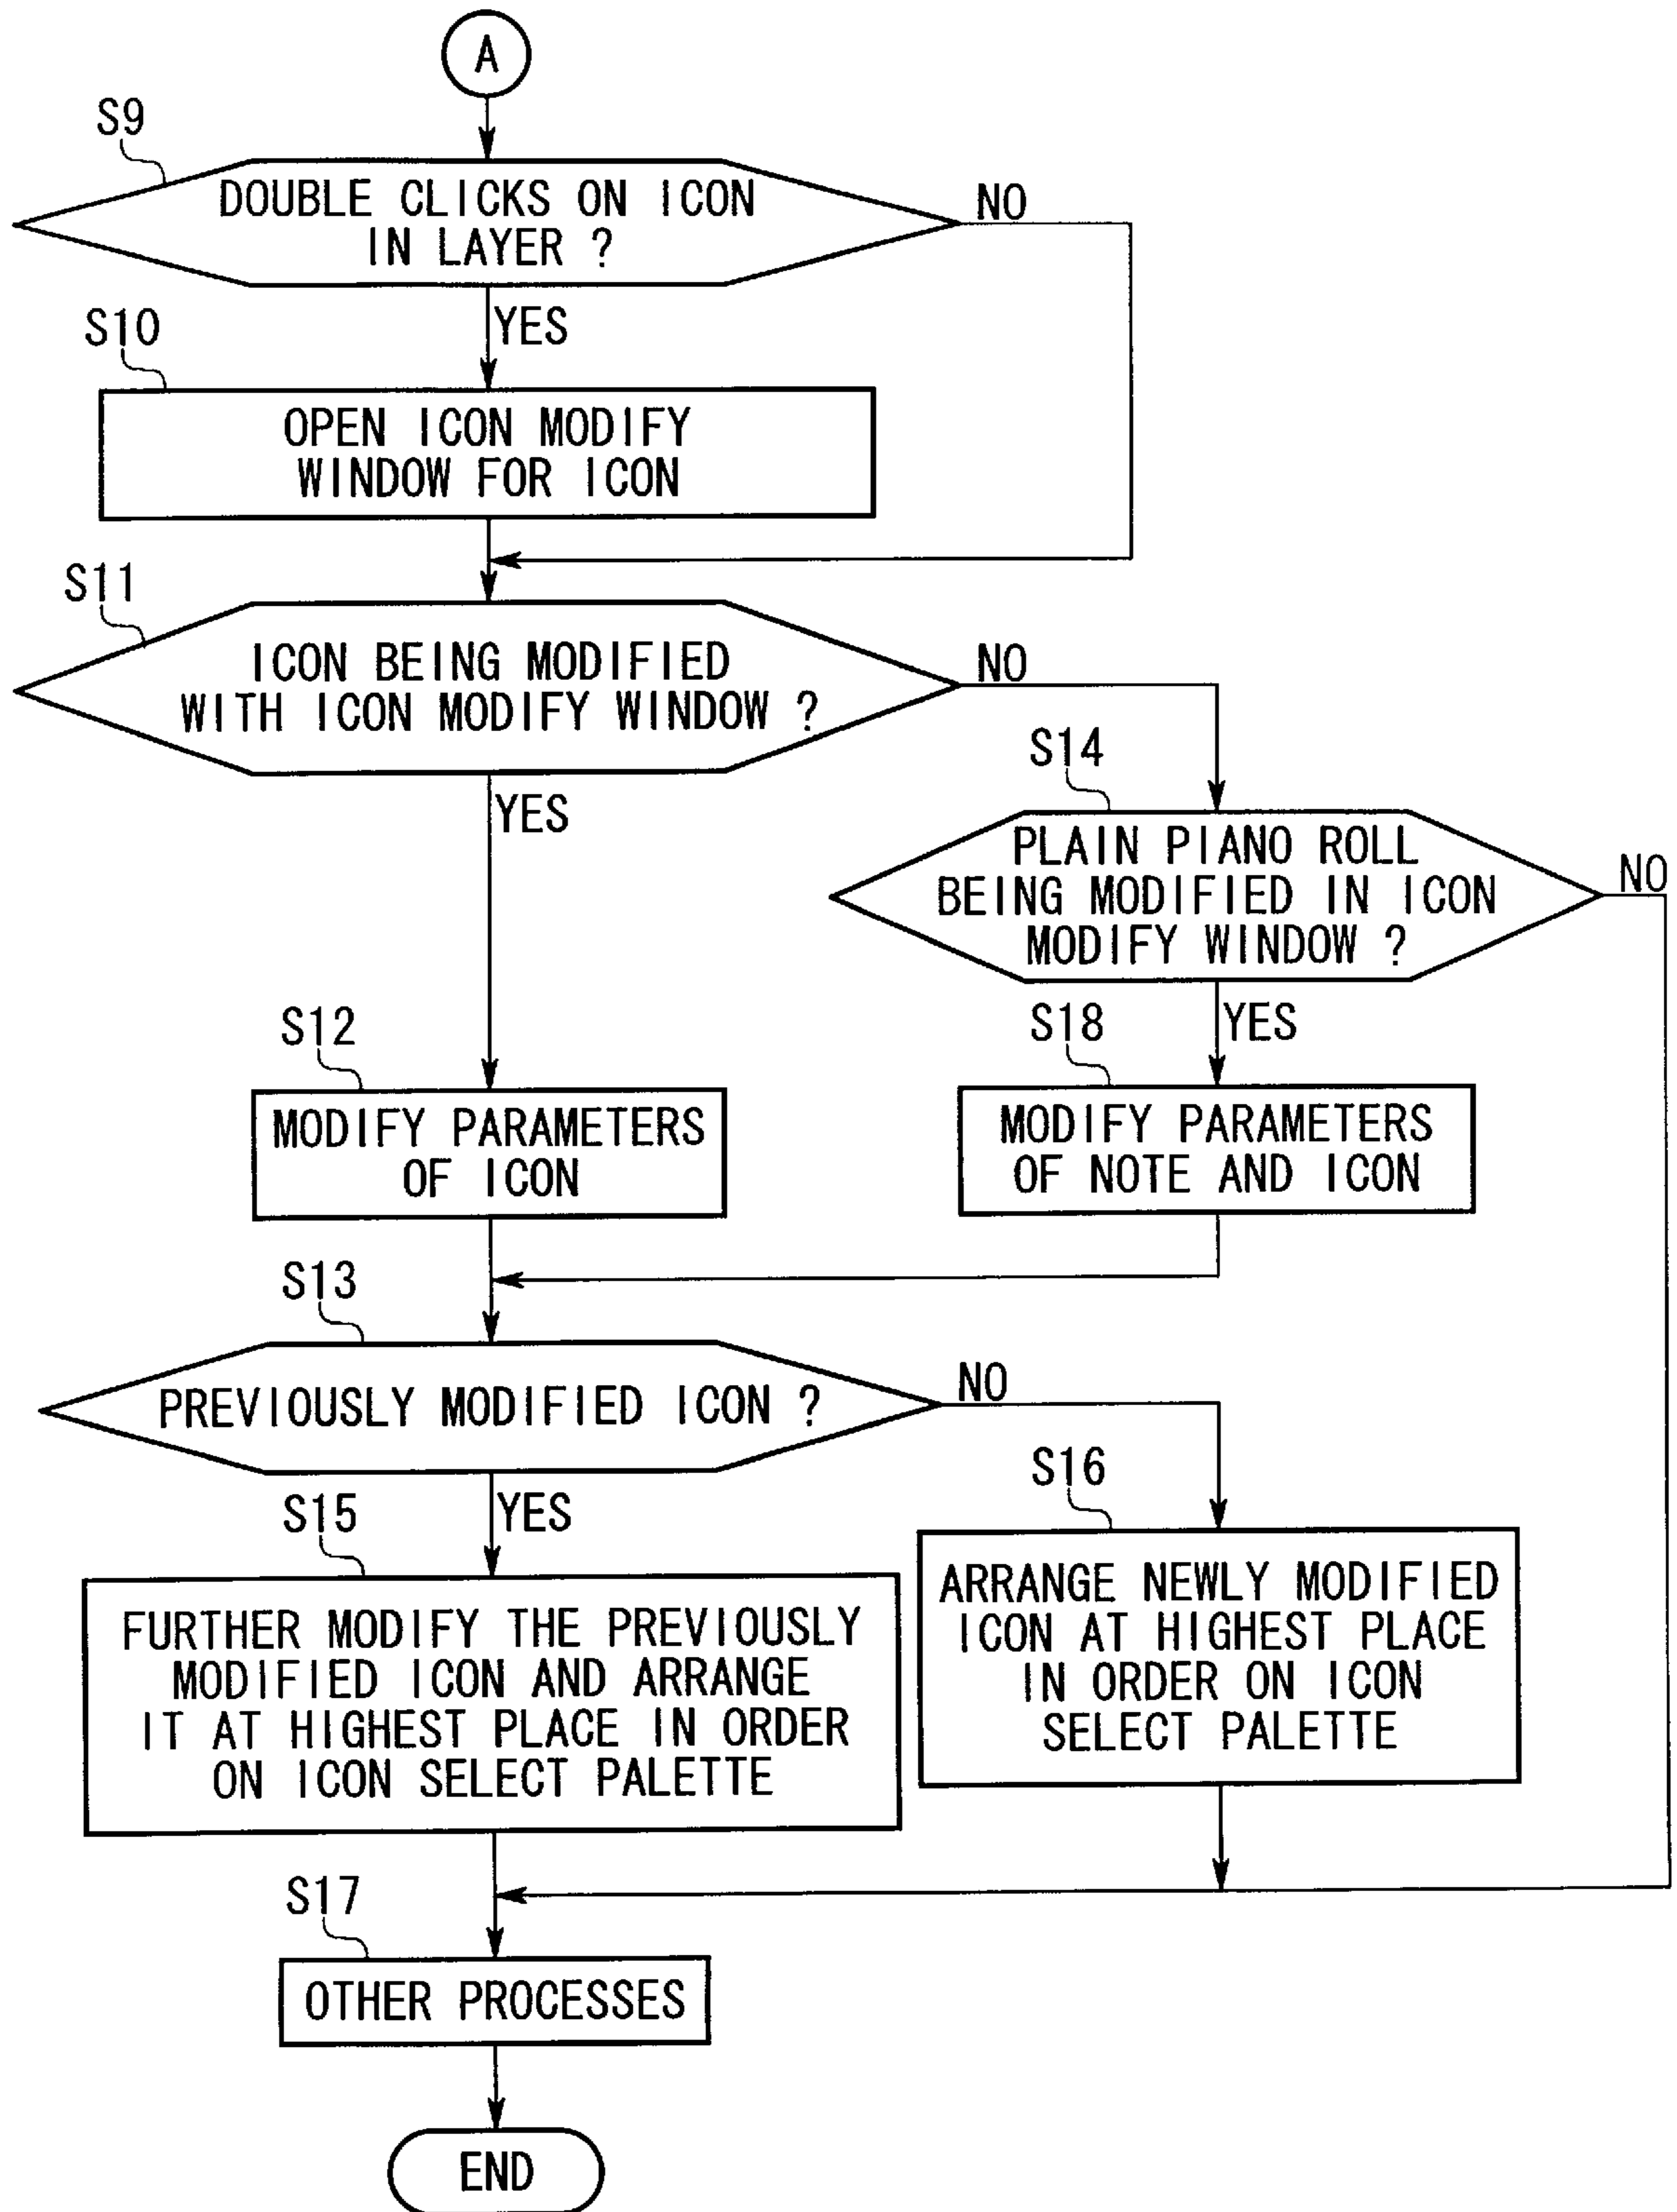 A
S9
DOUBLE CLICKS ON ICON
IN LAYER ?
NO
YES
S10
OPEN ICON MODIFY
WINDOW FOR ICON
S11
ICON BEING MODIFIED
WITH ICON MODIFY WINDOW ?
NO
YES
S14
PLAIN PIANO ROLL
BEING MODIFIED IN ICON
MODIFY WINDOW ?
NO
YES
S12
MODIFY PARAMETERS
OF ICON
S18
MODIFY PARAMETERS
OF NOTE AND ICON
S13
PREVIOUSLY MODIFIED ICON ?
NO
YES
S15
FURTHER MODIFY THE PREVIOUSLY
MODIFIED ICON AND ARRANGE
IT AT HIGHEST PLACE IN ORDER
ON ICON SELECT PALETTE
S16
ARRANGE NEWLY MODIFIED
ICON AT HIGHEST PLACE
IN ORDER ON ICON
SELECT PALETTE
S17
OTHER PROCESSES
END